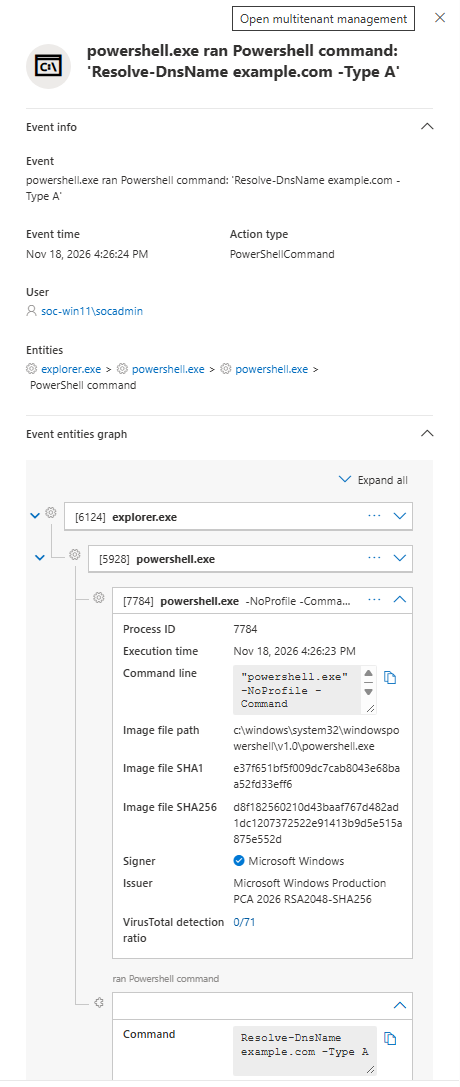 Open multitenant management
powershell.exe ran Powershell command:
'Resolve-DnsName example.com -Type A'
Event info
Event
powershell.exe ran Powershell command: 'Resolve-DnsName example.com -
Type A'
Event time
Action type
Nov 18, 2026 4:26:24 PM
PowerShellCommand
User
soc-win11\socadmin
Entities
explorer.exe > powershell.exe > powershell.exe >
PowerShell command
Event entities graph
Expand all
[6124] explorer.exe ...
[5928] powershell.exe ...
[7784] powershell.exe -NoProfile -Comma... ...
Process ID 7784
Execution time Nov 18, 2026 4:26:23 PM
Command line "powershell.exe"
-NoProfile -
Command
Image file path c:\windows\system32\windowspo
wershell\v1.0\powershell.exe
Image file SHA1 e37f651bf5f009dc7cab8043e68ba
a52fd33eff6
Image file SHA256 d8f182560210d43baaf767d482ad
1dc1207372522e91413b9d5e515a
875e552d
Signer Microsoft Windows
Issuer Microsoft Windows Production
PCA 2026 RSA2048-SHA256
VirusTotal detection 0/71
ratio
ran Powershell command
Command Resolve-DnsName
example.com -Type A